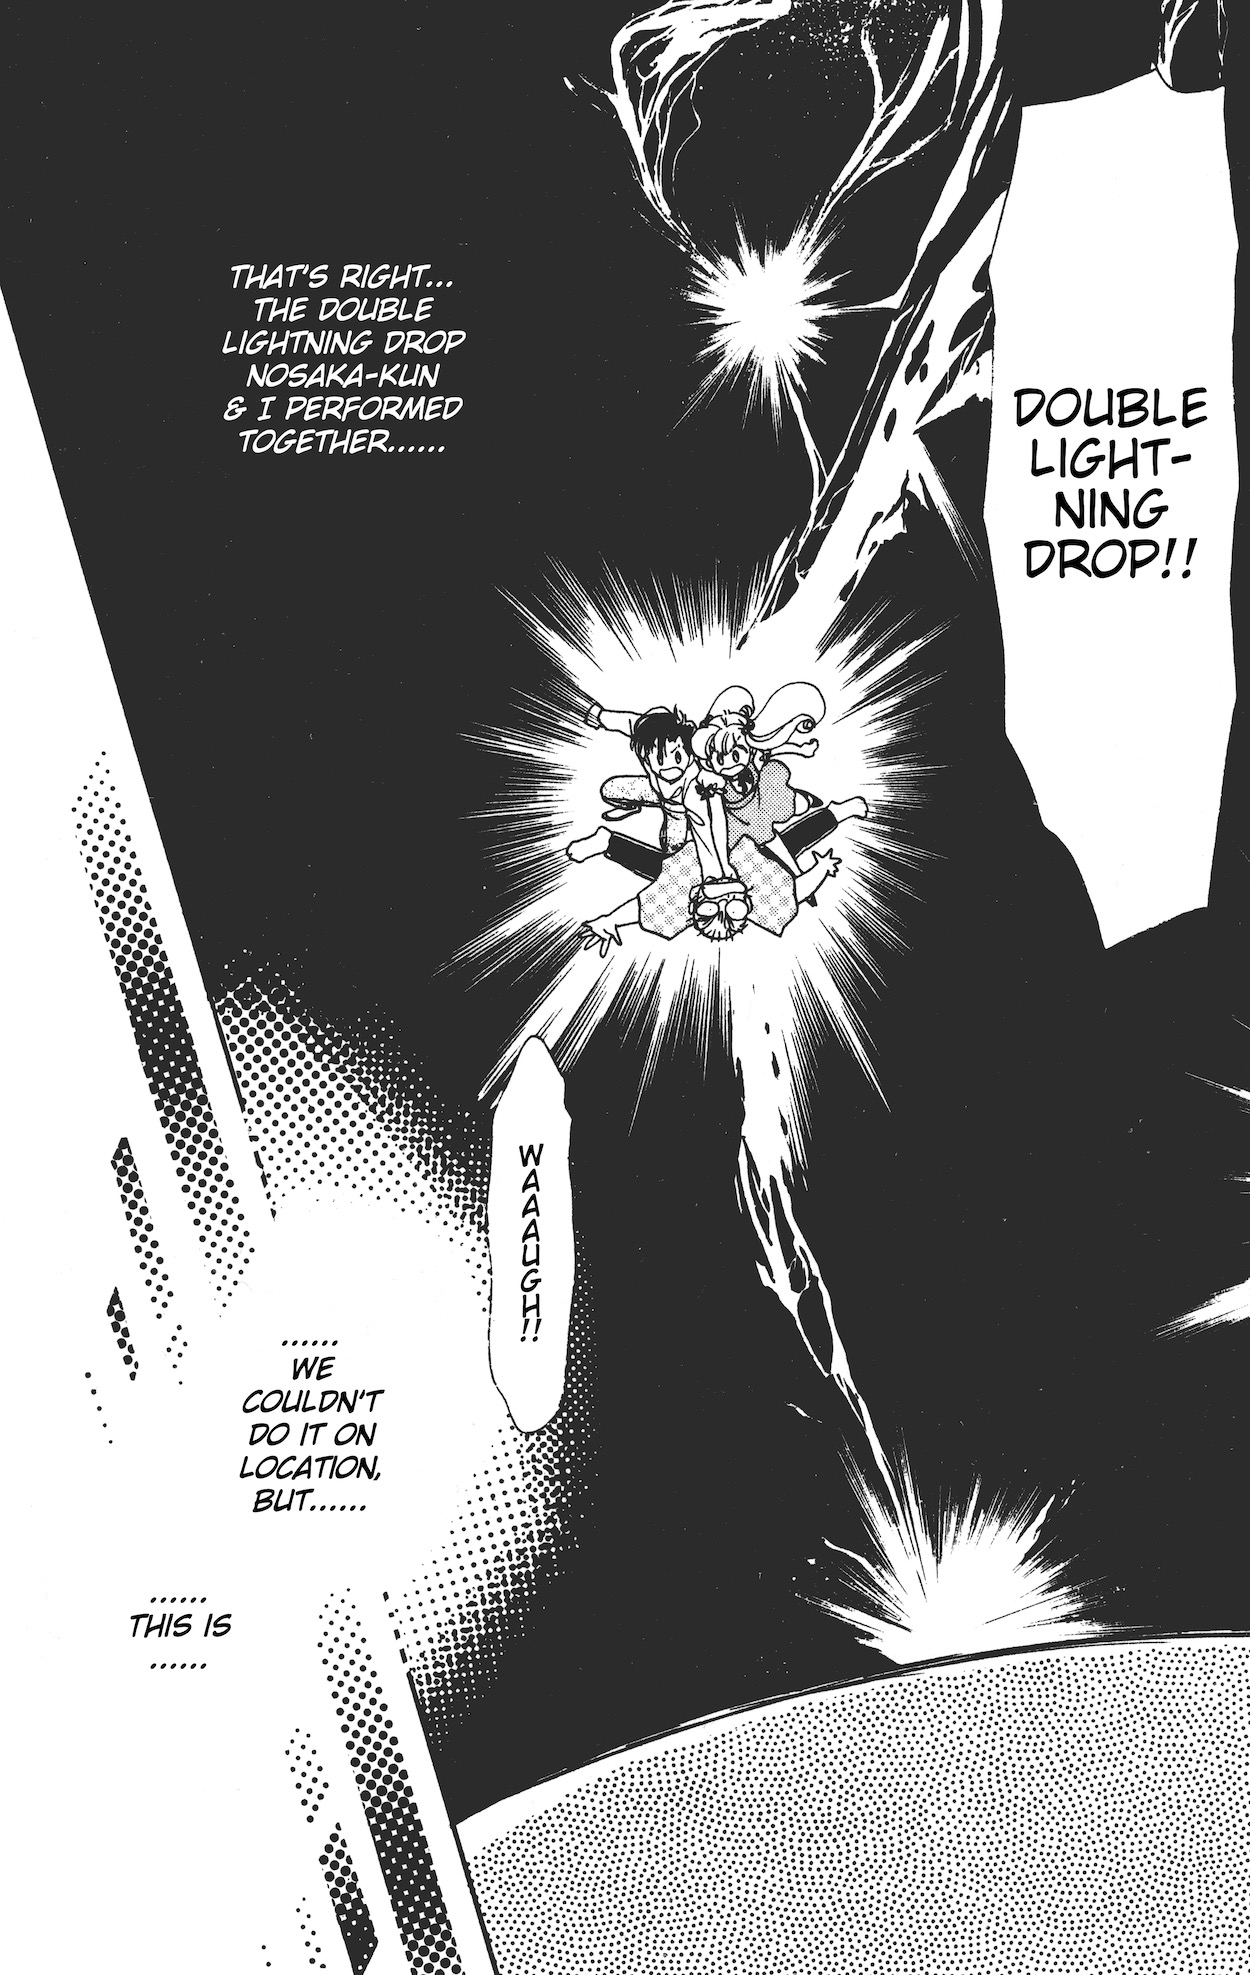 DOUBLE
LIGHT-
NING
DROP!!
THAT'S RIGHT...
THE DOUBLE
LIGHTNING DROP
NOSAKA-KUN
& I PERFORMED
TOGETHER......
WAAAUGH!!
......
WE
COULDN'T
DO IT ON
LOCATION,
BUT......
......
THIS IS
......